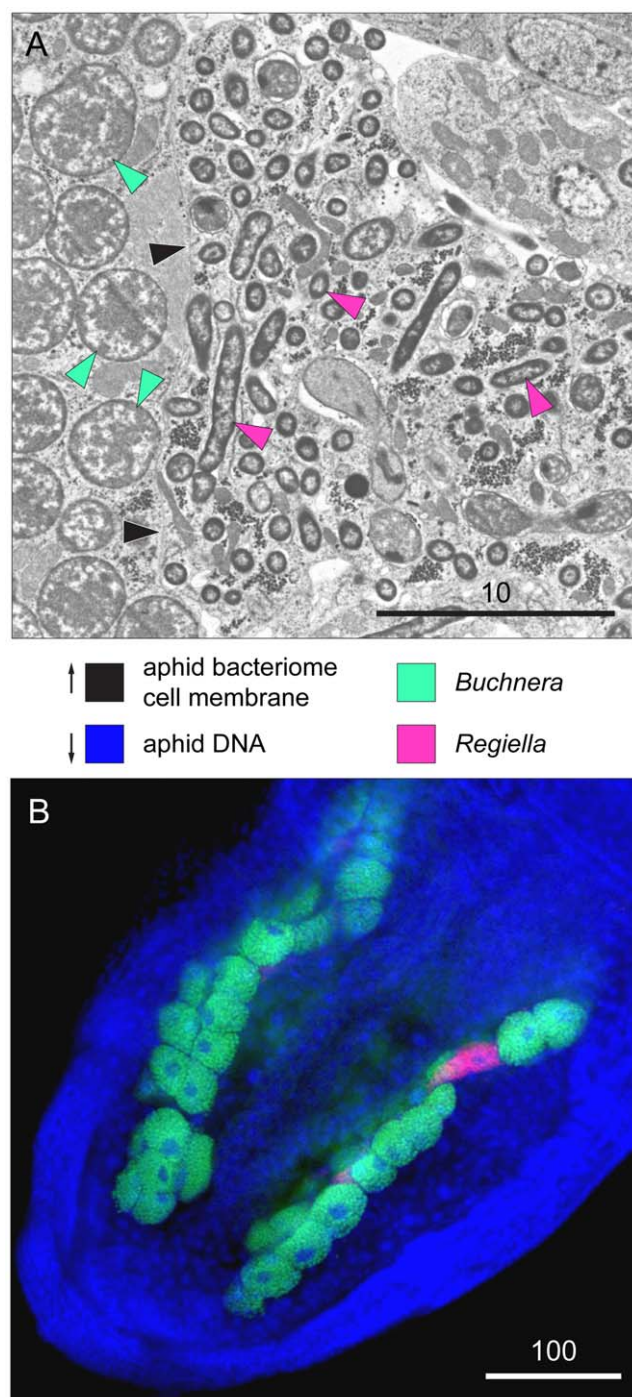 A
10
aphid bacteriome
cell membrane
Buchnera
aphid DNA
Regiella
B
100